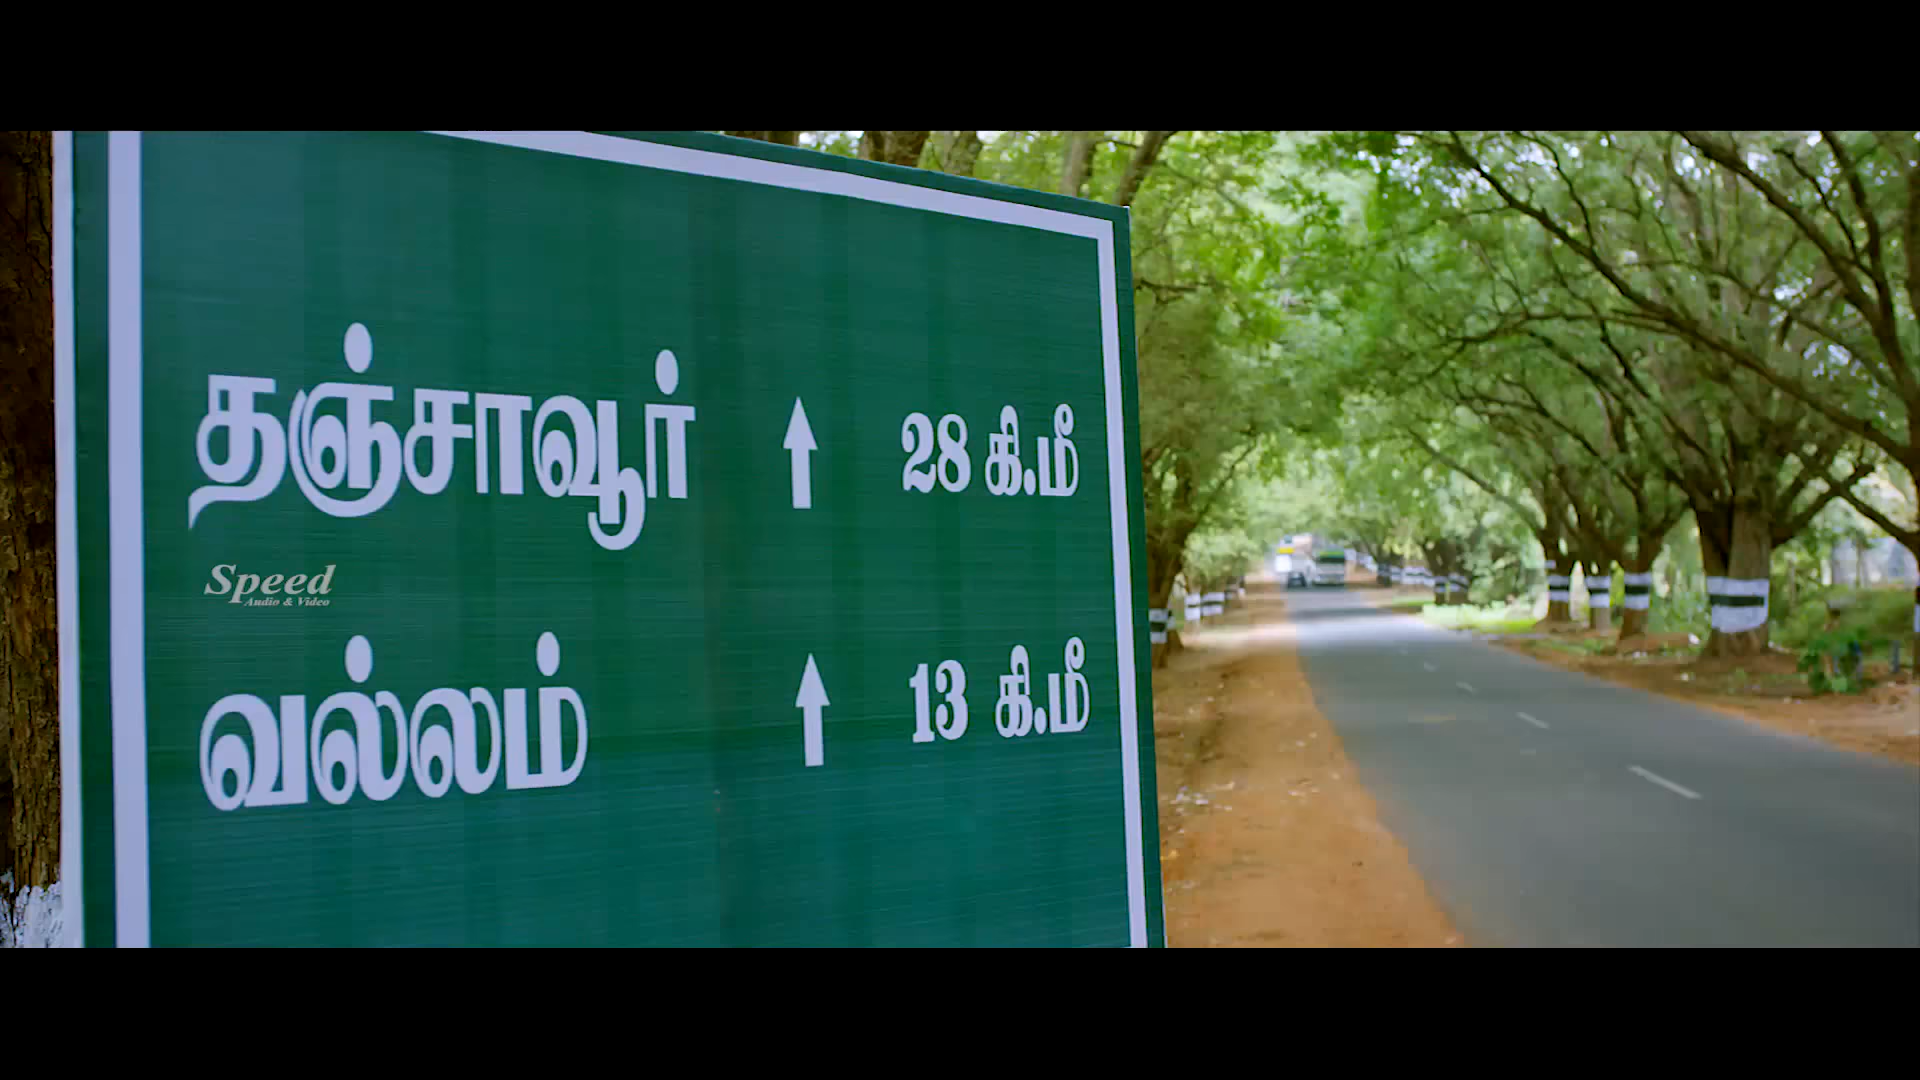 தஞ்சாவூர் ↑ 28 கி.மீ
Speed
Audio & Video
வல்லம் ↑ 13 கி.மீ